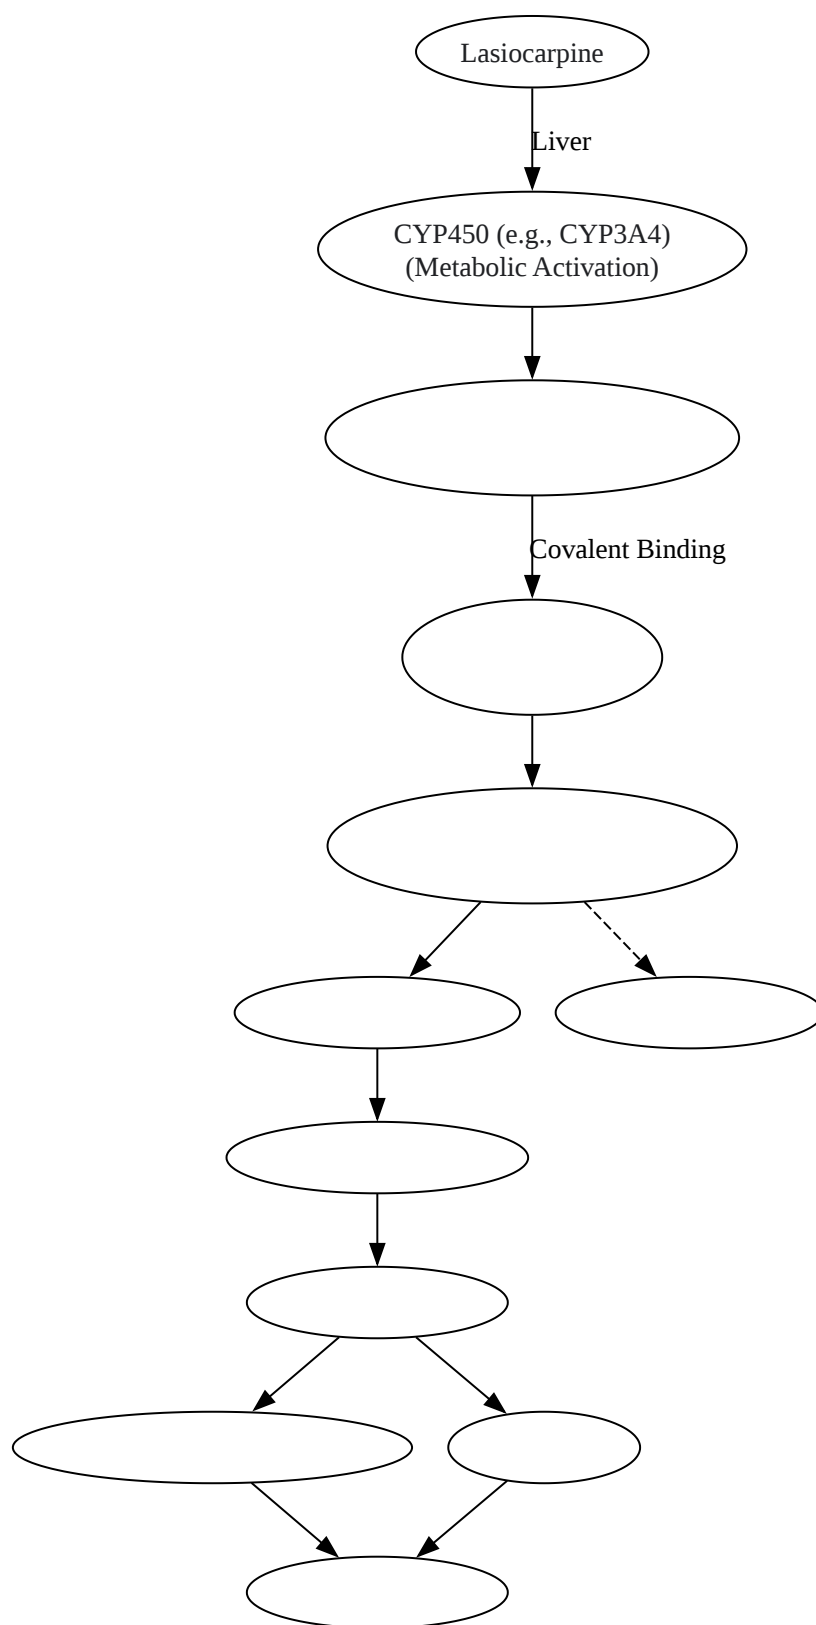 Lasiocarpine
Liver
CYP450 (e.g., CYP3A4)
(Metabolic Activation)
Covalent Binding